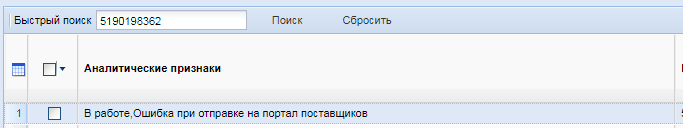 Быстрый поиск 5190198362 Поиск Сбросить
Аналитические признаки
1 В работе,Ошибка при отправке на портал поставщиков